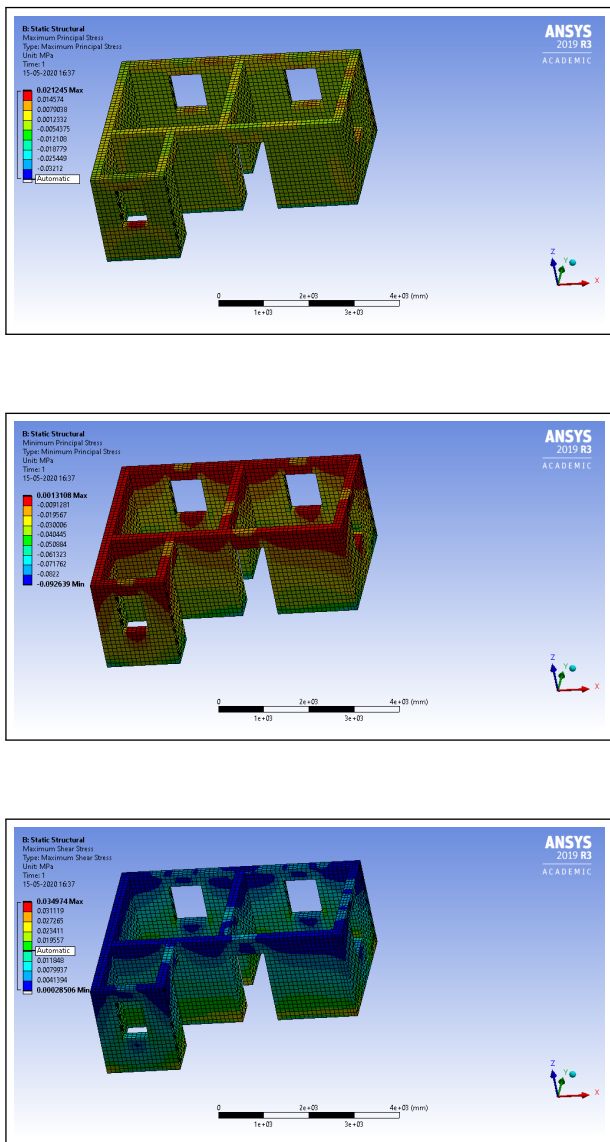 B: Static Structural
Maximum Principal Stress
Type: Maximum Principal Stress
Unit: MPa
Time: 1
15-05-2020 16:37
0.021245 Max
0.014574
0.0079038
0.0012332
-0.0054375
-0.012108
-0.018779
-0.025449
-0.03212
Automatic
ANSYS
2019 R3
ACADEMIC
Z
Y
X
0
2e+03
4e+03 (mm)
1e+03
3e+03
B: Static Structural
Minimum Principal Stress
Type: Minimum Principal Stress
Unit: MPa
Time: 1
15-05-2020 16:37
0.0013108 Max
-0.0091281
-0.019567
-0.030006
-0.040445
-0.050884
-0.061323
-0.071762
-0.0822
-0.092639 Min
ANSYS
2019 R3
ACADEMIC
Z
Y
X
0
2e+03
4e+03 (mm)
1e+03
3e+03
B: Static Structural
Maximum Shear Stress
Type: Maximum Shear Stress
Unit: MPa
Time: 1
15-05-2020 16:37
0.034974 Max
0.031119
0.027265
0.023411
0.019557
Automatic
0.011848
0.0079937
0.0041394
0.00028506 Min
ANSYS
2019 R3
ACADEMIC
Z
Y
X
0
2e+03
4e+03 (mm)
1e+03
3e+03